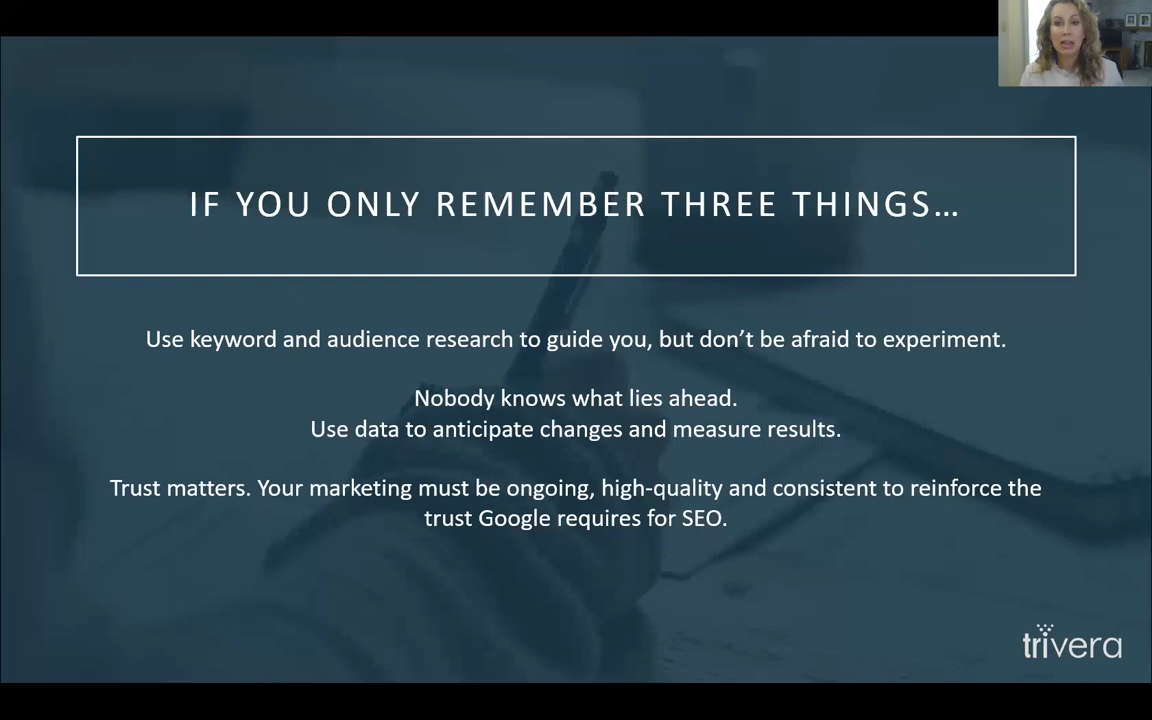 IF YOU ONLY REMEMBER THREE THINGS…
Use keyword and audience research to guide you, but don’t be afraid to experiment.
Nobody knows what lies ahead.
Use data to anticipate changes and measure results.
Trust matters. Your marketing must be ongoing, high-quality and consistent to reinforce the
trust Google requires for SEO.
trivera